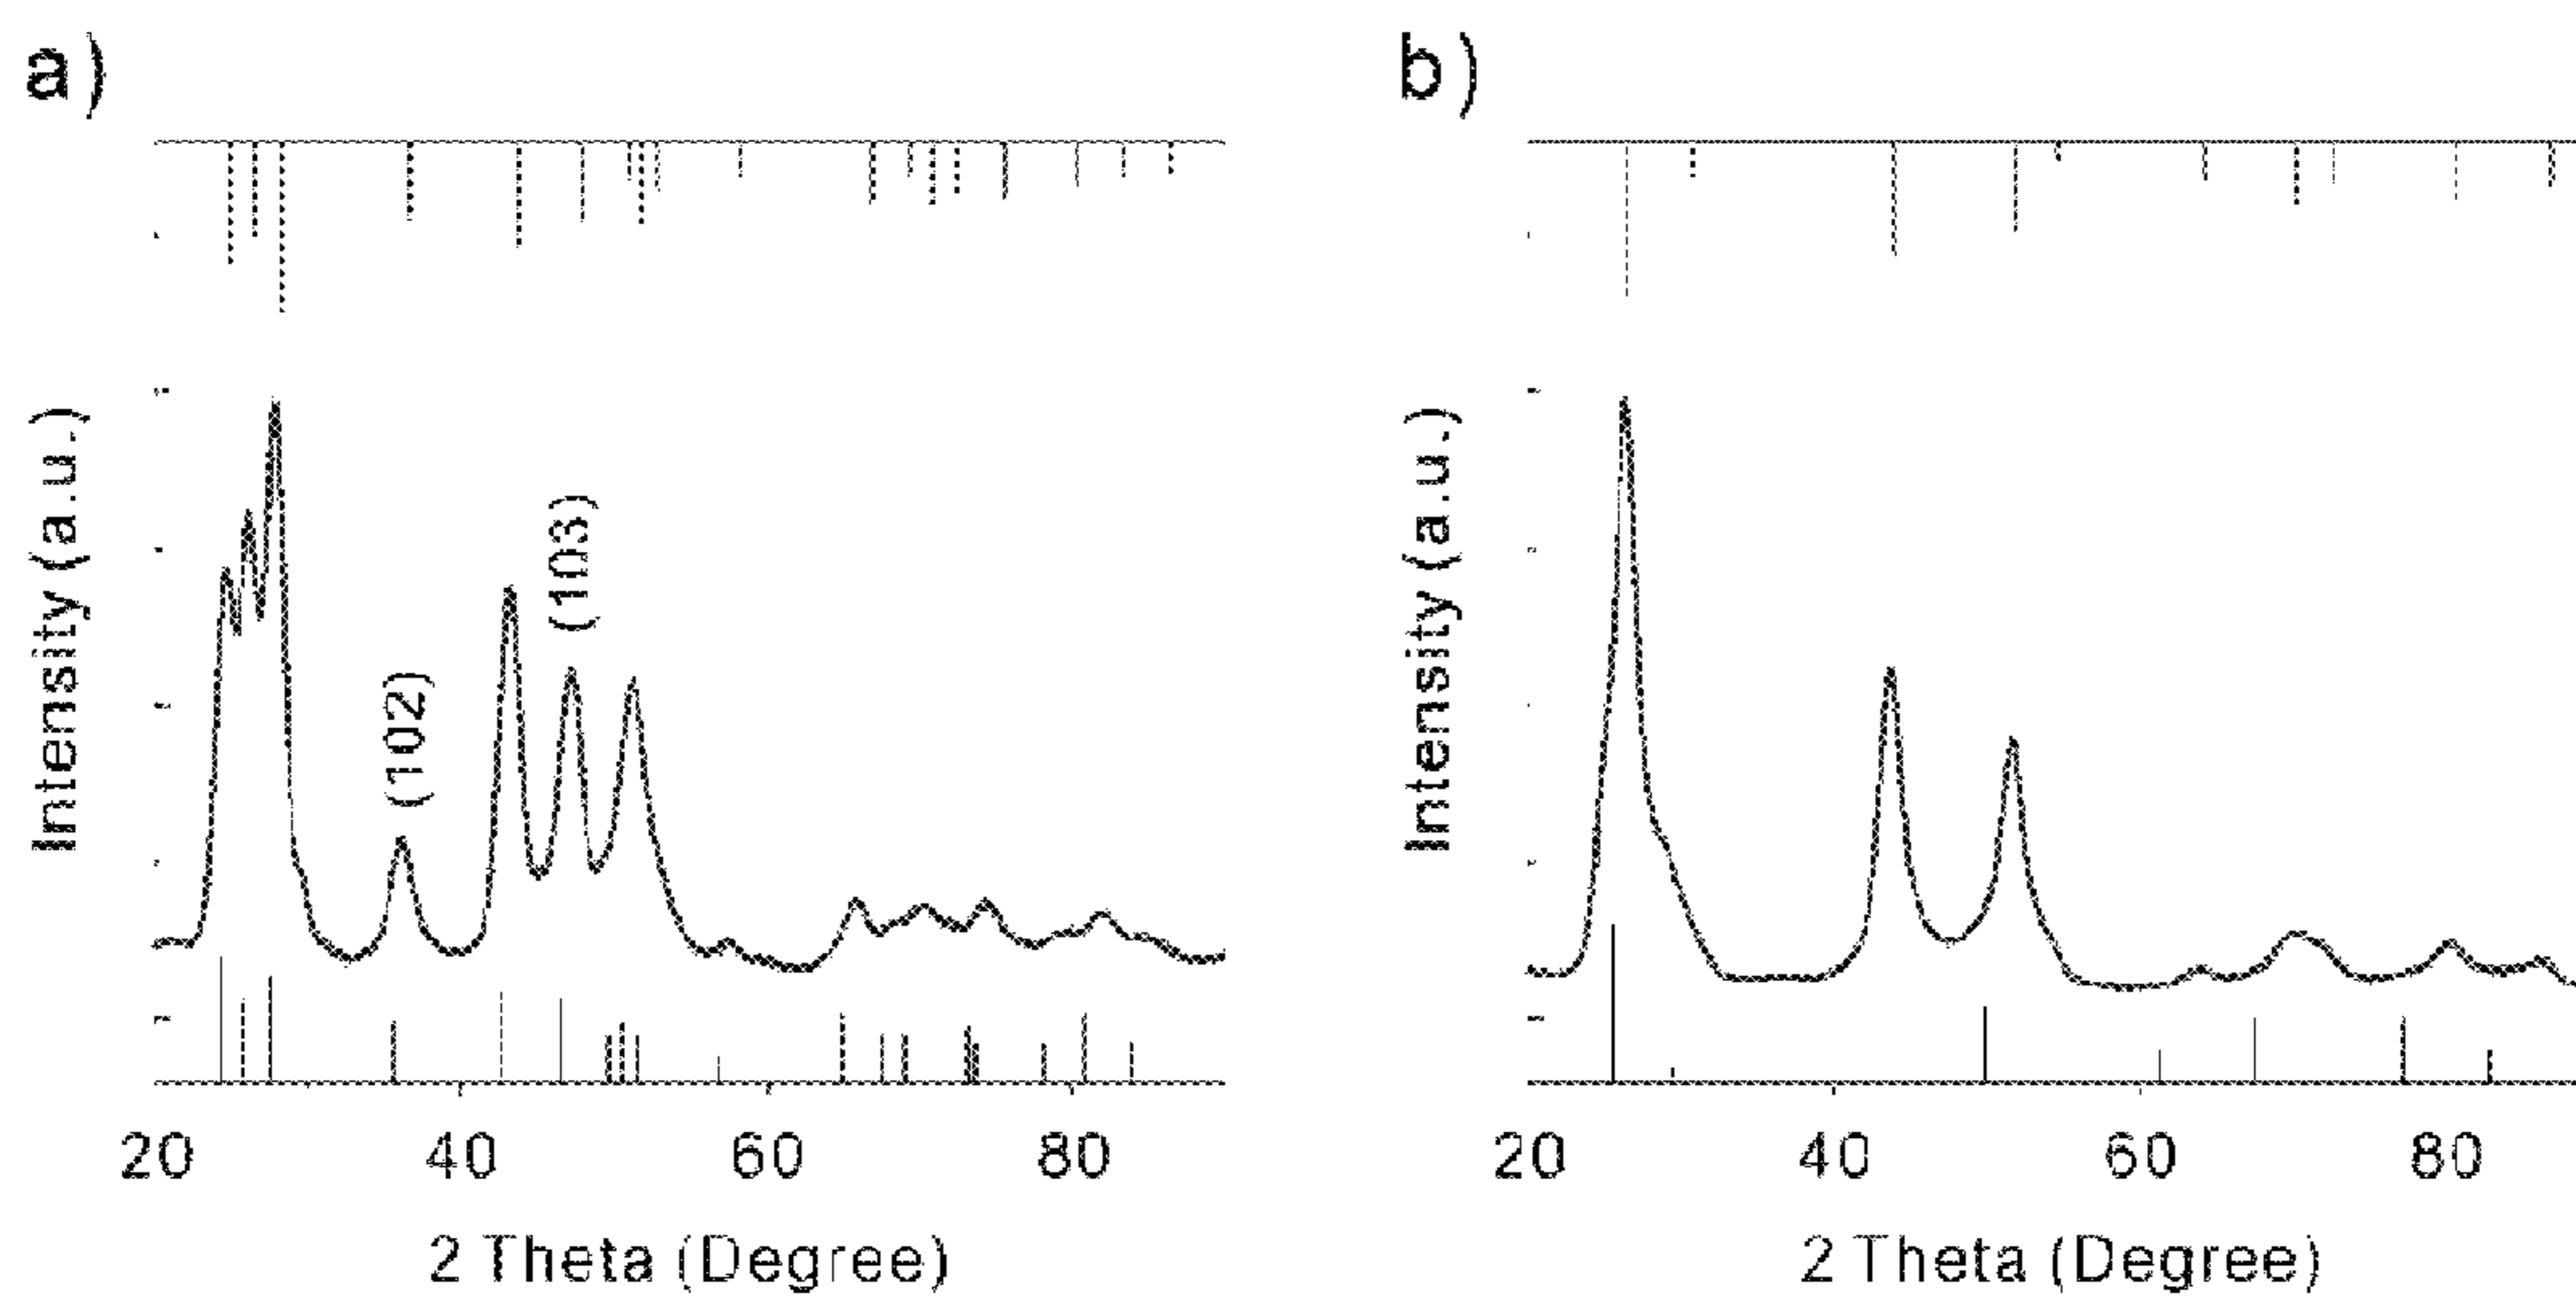 a)
Intensity (a.u.)
(102)
(103)
20 40 60 80
2 Theta (Degree)
b)
Intensity (a.u.)
20 40 60 80
2 Theta (Degree)